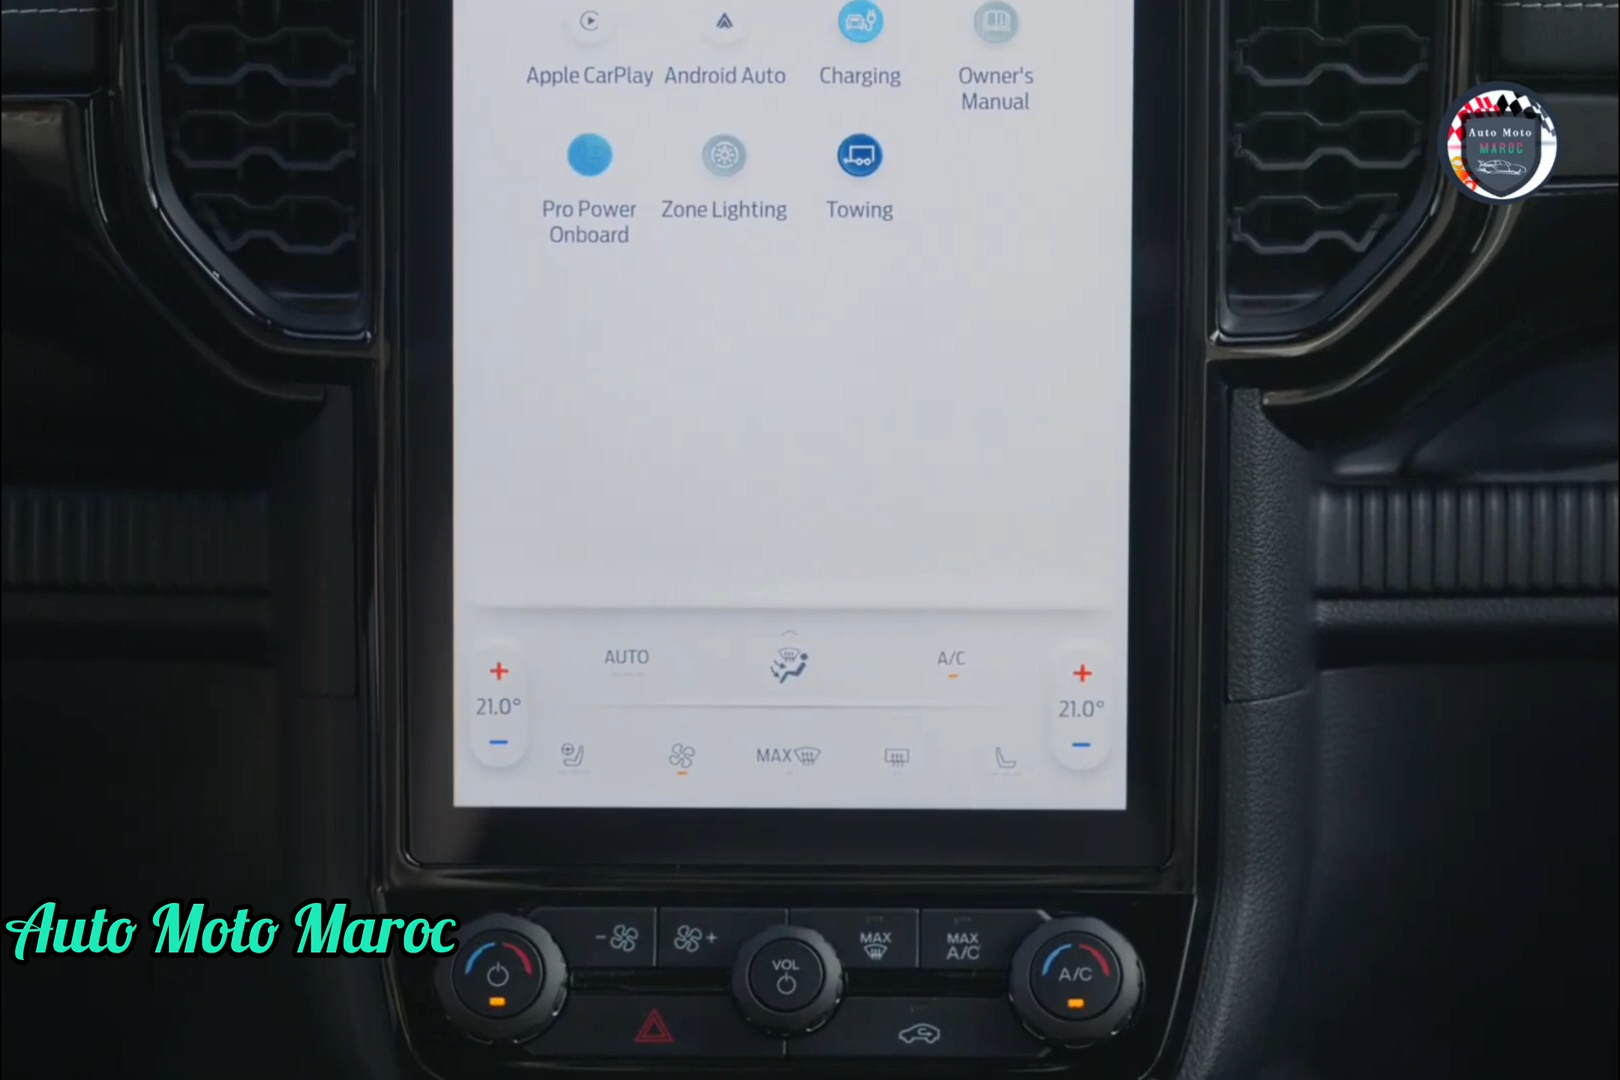 Apple CarPlay Android Auto Charging Owner's
Manual
Pro Power Zone Lighting Towing
Onboard
Auto Moto
MAROC
AUTO A/C
21.0° 21.0°
MAX
Auto Moto Maroc
VOL MAX MAX
A/C A/C